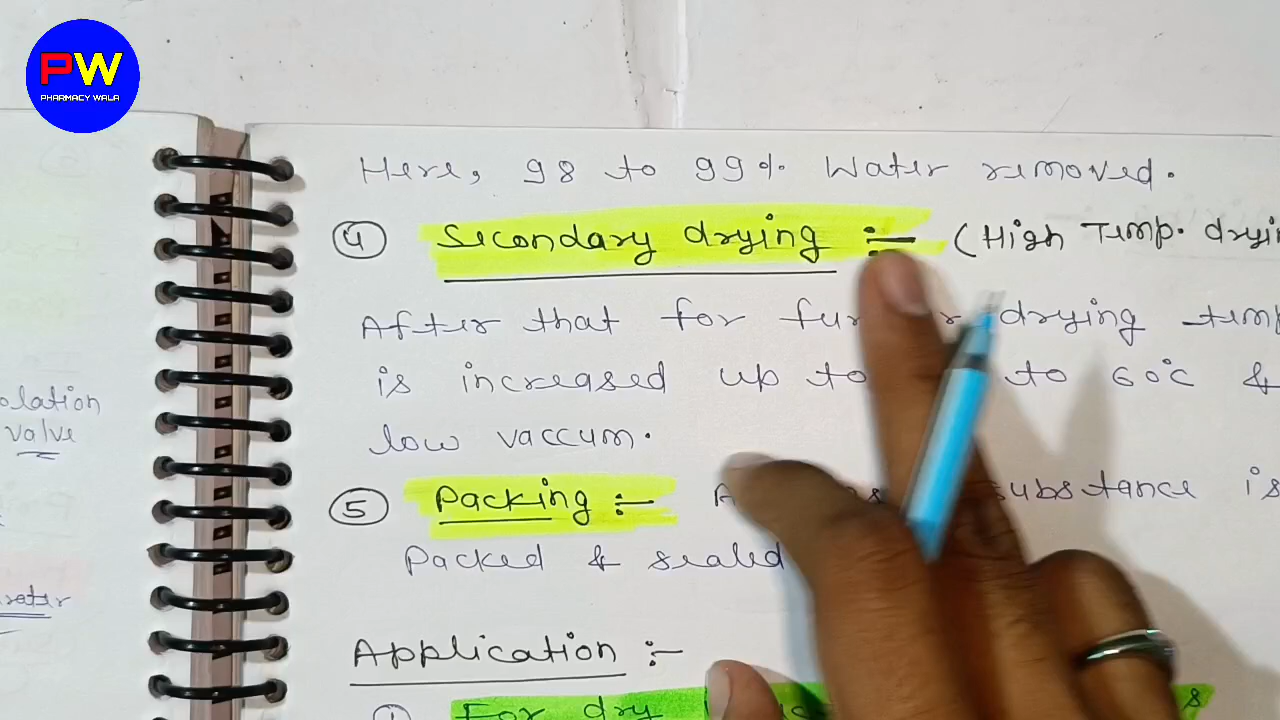 PW
PHARMACY WALA
Here, 98 to 99% Water removed.
④ Secondary drying :- (High Temp. dryin
After that for fur r drying temp
is increased up to to 60°C &
low vaccum.
⑤ Packing :- A s substance is
Packed & sealed
Application :-
① For dry
olation
valve